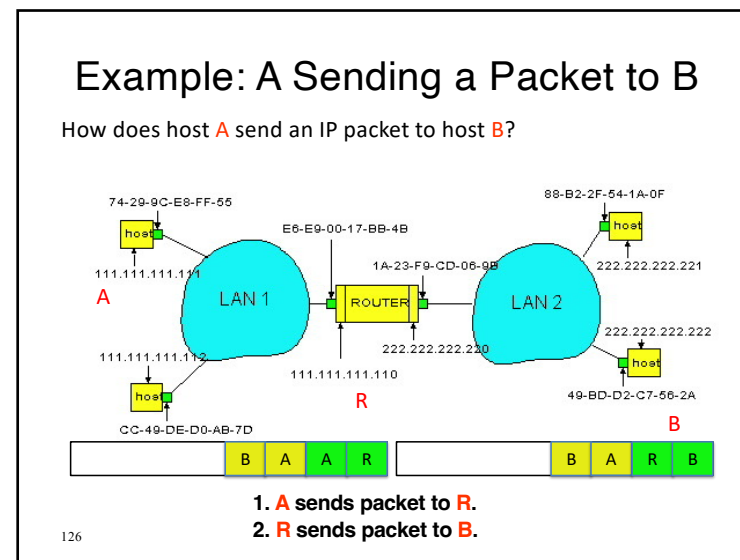 Example: A Sending a Packet to B
How does host A send an IP packet to host B?
74-29-9C-E8-FF-55
88-B2-2F-54-1A-0F
host
E6-E9-00-17-BB-4B
host
111.111.111.111
1A-23-F9-CD-06-9B
222.222.222.221
A
LAN 1
ROUTER
LAN 2
111.111.111.112
222.222.222.220
222.222.222.222
111.111.111.110
host
host
R
49-BD-D2-C7-56-2A
CC-49-DE-D0-AB-7D
B
B A A R
B A R B
1. A sends packet to R.
2. R sends packet to B.
126